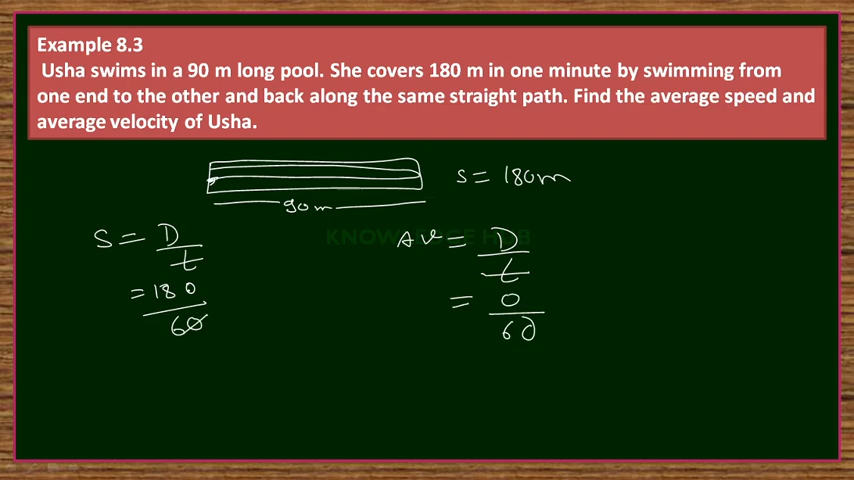 Example 8.3
Usha swims in a 90 m long pool. She covers 180 m in one minute by swimming from
one end to the other and back along the same straight path. Find the average speed and
average velocity of Usha.
s = 180m
90m
KNOWLEDGE HUB
S = D/t
= 180/60
AV = D/t
= 0/60